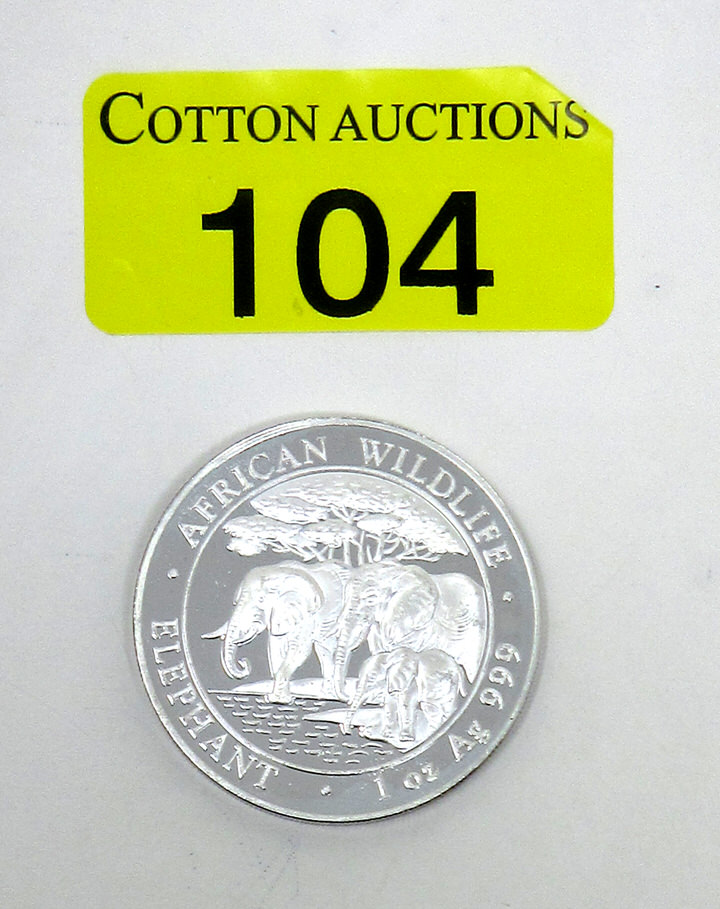 COTTON AUCTIONS
104
AFRICAN WILDLIFE
ELEPHANT · 1 oz Ag 999